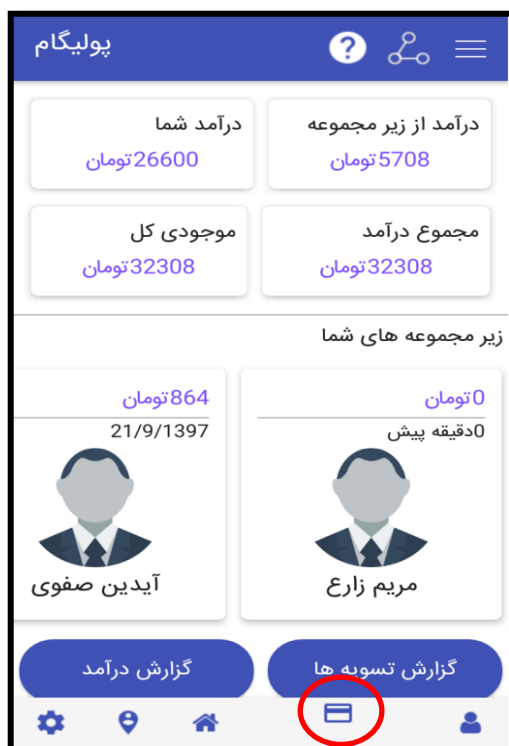 پولیگام
?
درآمد از زیر مجموعه
5708تومان
درآمد شما
26600تومان
مجموع درآمد
32308تومان
موجودی کل
32308تومان
زیر مجموعه های شما
0تومان
0دقیقه پیش
مریم زارع
864تومان
21/9/1397
آیدین صفوی
گزارش تسویه ها
گزارش درآمد